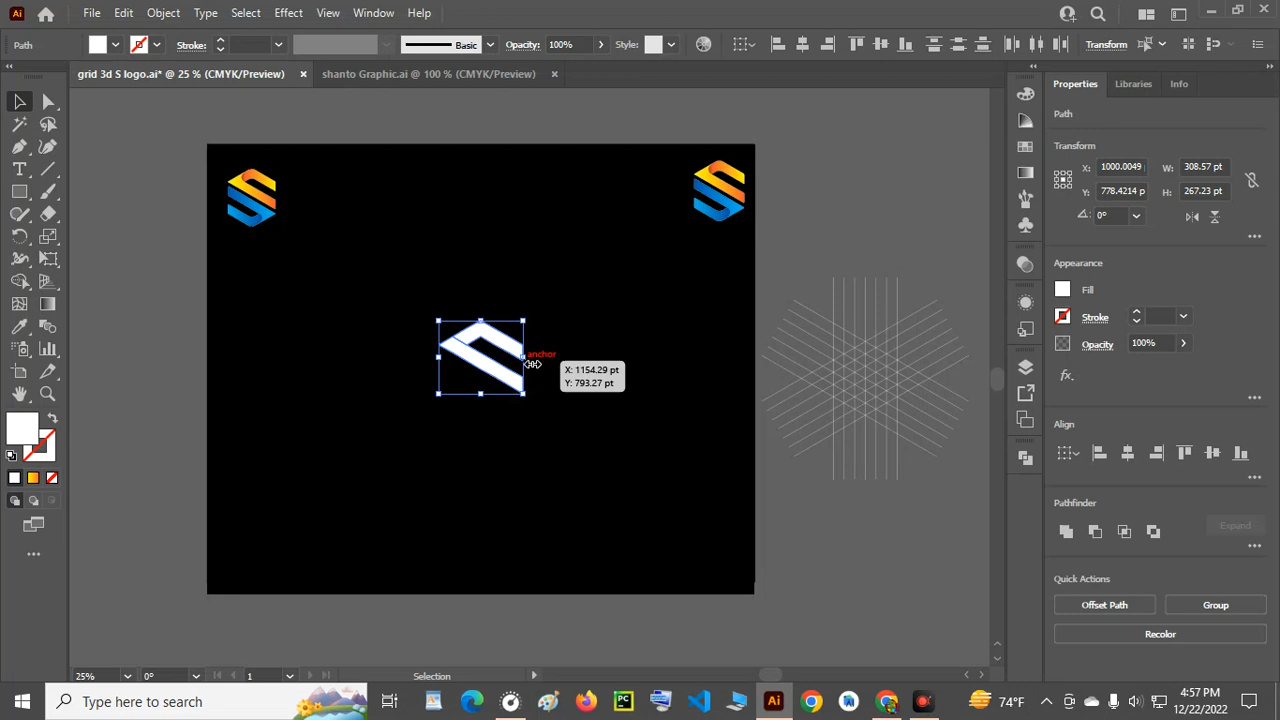 Ai File Edit Object Type Select Effect View Window Help
Path Stroke: Basic Opacity: 100% Style: Transform
grid 3d S logo.ai* @ 25 % (CMYK/Preview) × shanto Graphic.ai @ 100 % (CMYK/Preview) ×
Properties Libraries Info
Path
Transform
X: 1000.0049 W: 308.57 pt
Y: 778.4214 p H: 267.23 pt
0°
Appearance
Fill
Stroke
Opacity 100%
fx.
anchor
X: 1154.29 pt
Y: 793.27 pt
Align
Pathfinder
Expand
Quick Actions
Offset Path Group
Recolor
25% 0° 1 Selection
Type here to search PC Ai 74°F 4:57 PM
12/22/2022